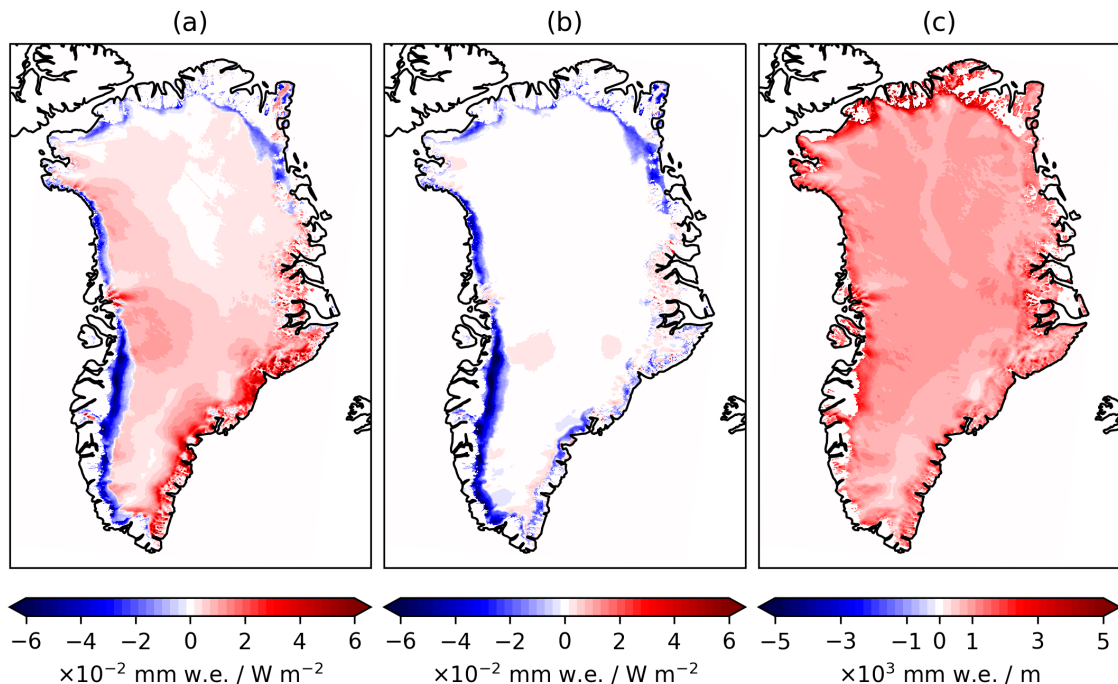 (a) (b) (c)
−6 −4 −2 0 2 4 6 −6 −4 −2 0 2 4 6 −5 −3 −1 0 1 3 5
×10⁻² mm w.e. / W m⁻² ×10⁻² mm w.e. / W m⁻² ×10³ mm w.e. / m